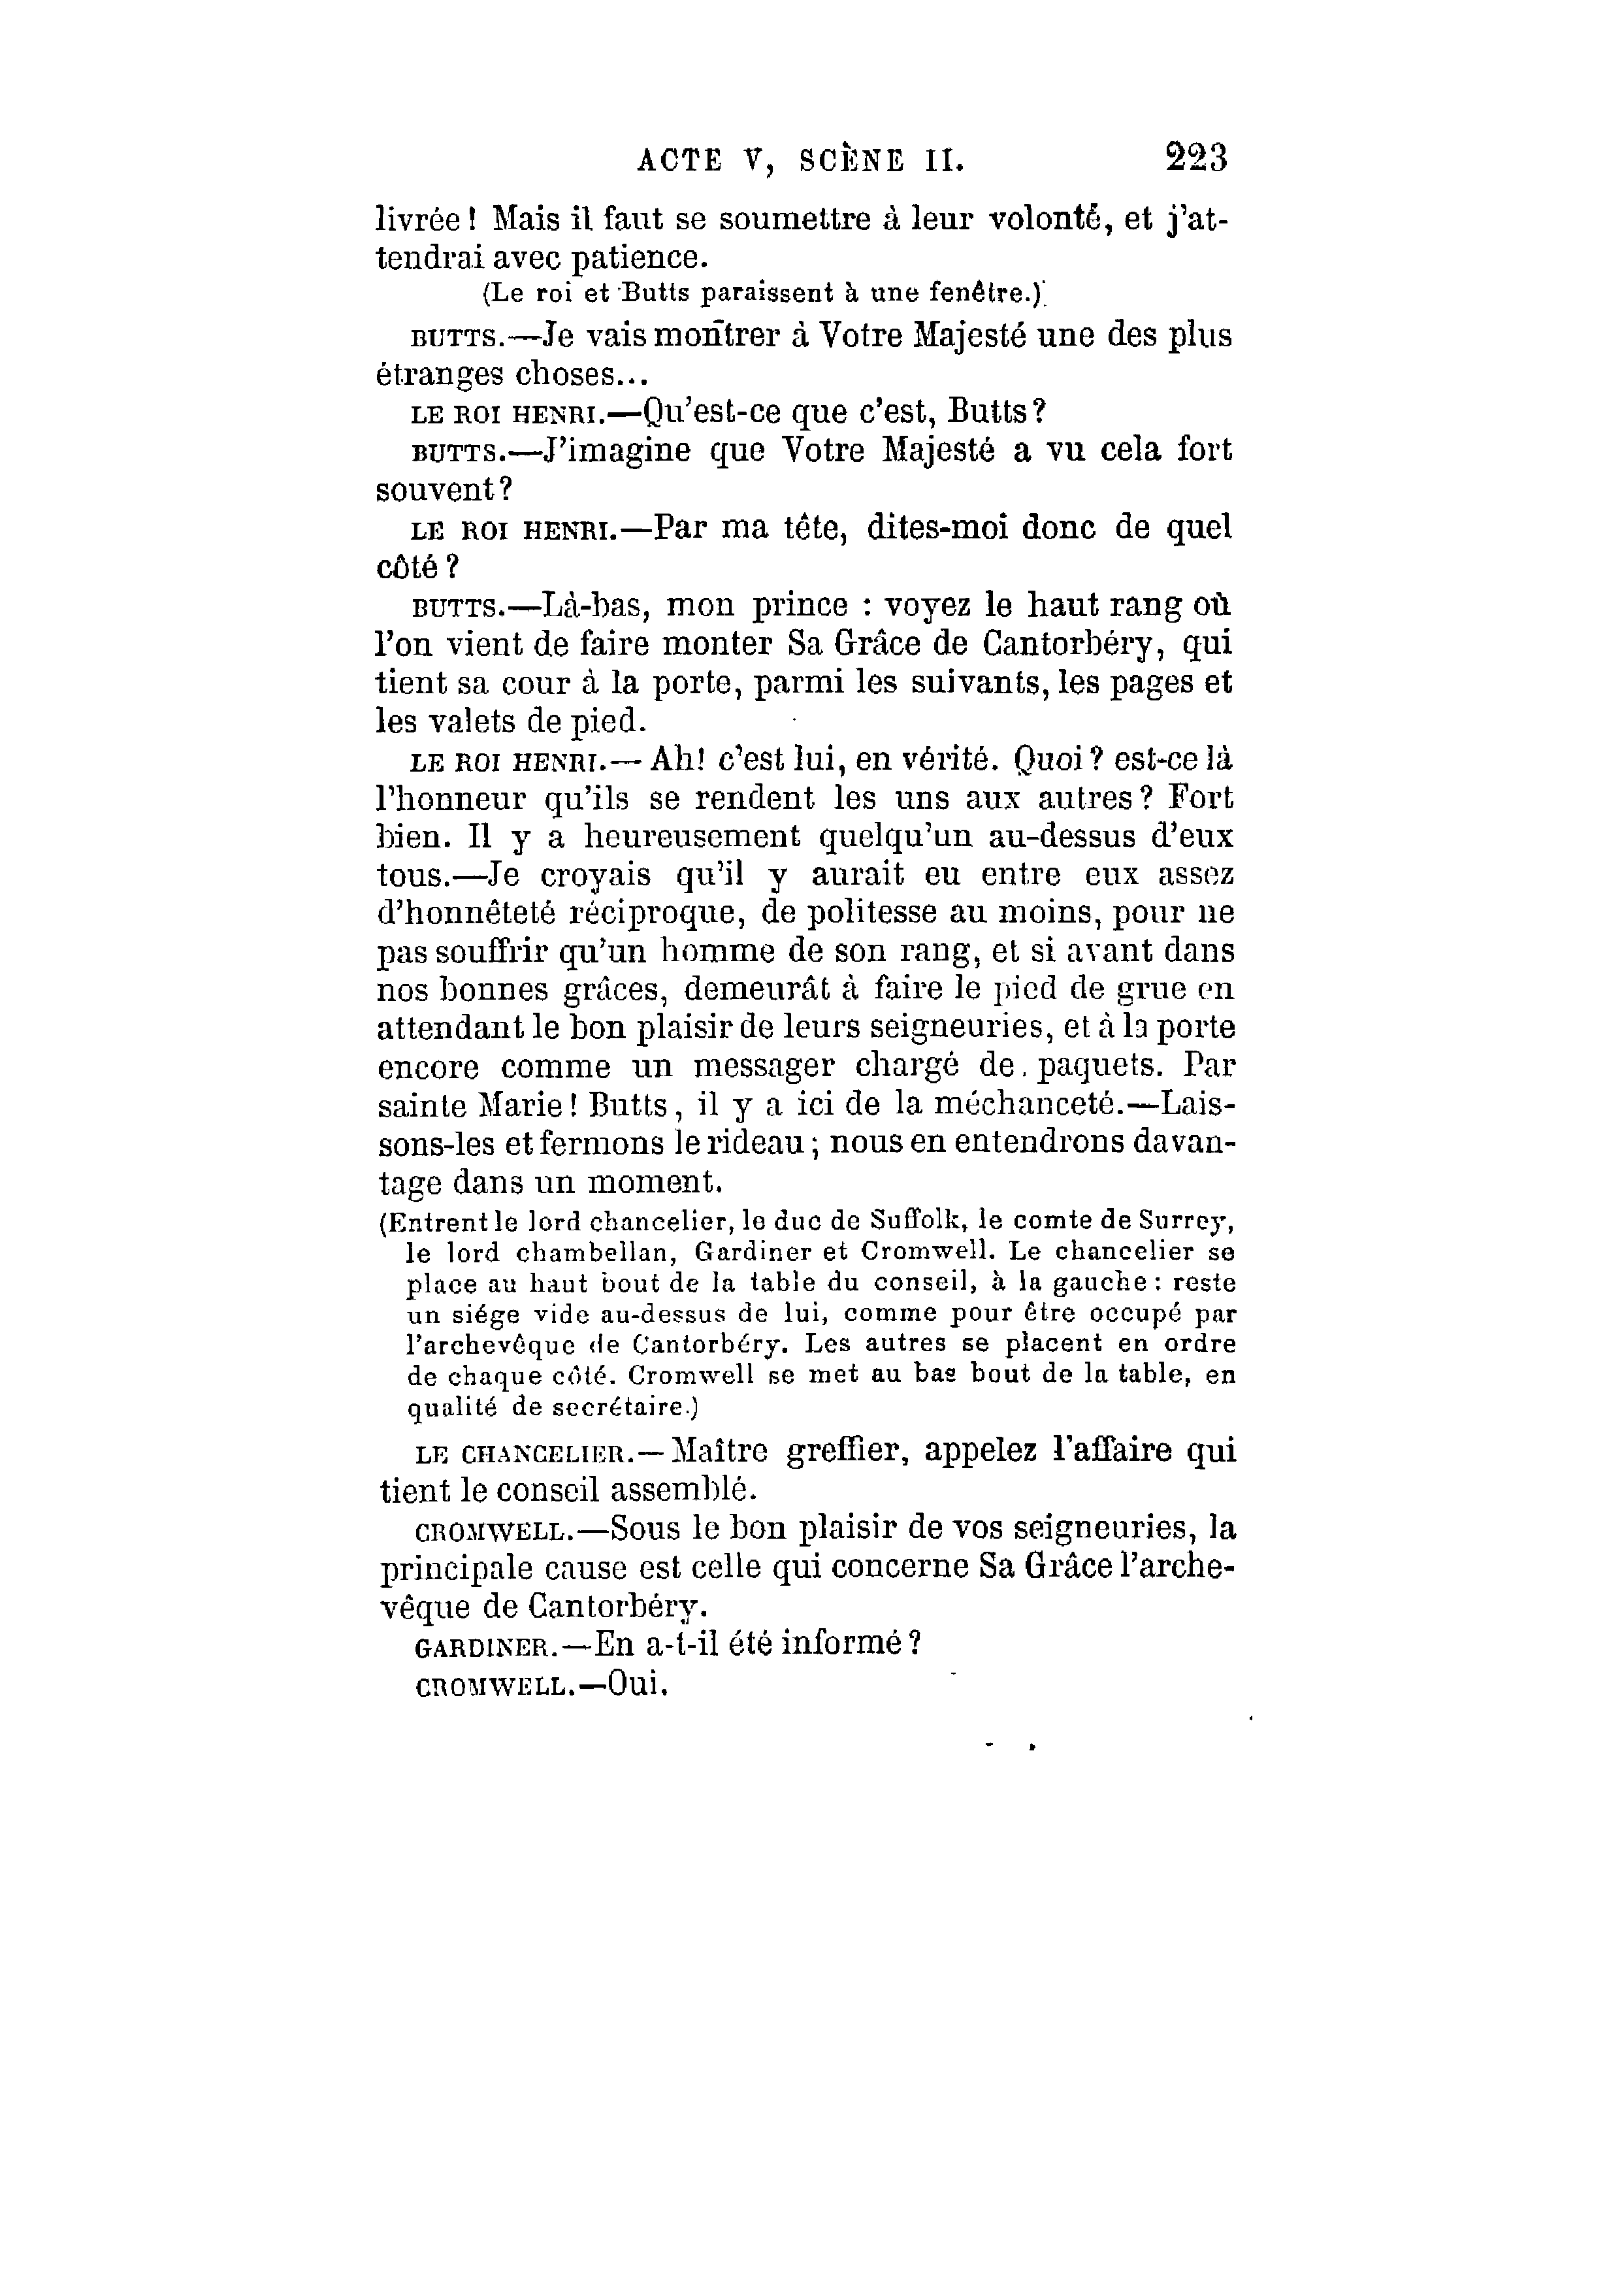 ACTE V, SCÈNE II. 223
livrée ! Mais il faut se soumettre à leur volonté, et j'at-
tendrai avec patience.
(Le roi et Butts paraissent à une fenêtre.)
BUTTS.—Je vais montrer à Votre Majesté une des plus
étranges choses...
LE ROI HENRI.—Qu'est-ce que c'est, Butts ?
BUTTS.—J'imagine que Votre Majesté a vu cela fort
souvent ?
LE ROI HENRI.—Par ma tête, dites-moi donc de quel
côté ?
BUTTS.—Là-bas, mon prince : voyez le haut rang où
l'on vient de faire monter Sa Grâce de Cantorbéry, qui
tient sa cour à la porte, parmi les suivants, les pages et
les valets de pied.
LE ROI HENRI.— Ah! c'est lui, en vérité. Quoi ? est-ce là
l'honneur qu'ils se rendent les uns aux autres ? Fort
bien. Il y a heureusement quelqu'un au-dessus d'eux
tous.—Je croyais qu'il y aurait eu entre eux assez
d'honnêteté réciproque, de politesse au moins, pour ne
pas souffrir qu'un homme de son rang, et si avant dans
nos bonnes grâces, demeurât à faire le pied de grue en
attendant le bon plaisir de leurs seigneuries, et à la porte
encore comme un messager chargé de paquets. Par
sainte Marie ! Butts, il y a ici de la méchanceté.—Lais-
sons-les et fermons le rideau ; nous en entendrons davan-
tage dans un moment.
(Entrent le lord chancelier, le duc de Suffolk, le comte de Surrey,
le lord chambellan, Gardiner et Cromwell. Le chancelier se
place au haut bout de la table du conseil, à la gauche : reste
un siége vide au-dessus de lui, comme pour être occupé par
l'archevêque de Cantorbéry. Les autres se placent en ordre
de chaque côté. Cromwell se met au bas bout de la table, en
qualité de secrétaire.)
LE CHANCELIER.— Maître greffier, appelez l'affaire qui
tient le conseil assemblé.
CROMWELL.—Sous le bon plaisir de vos seigneuries, la
principale cause est celle qui concerne Sa Grâce l'arche-
vêque de Cantorbéry.
GARDINER.—En a-t-il été informé ?
CROMWELL.—Oui.